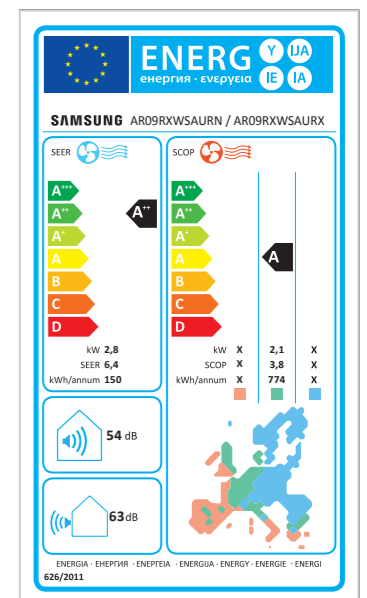 ENERG Y IJA
енергия · ενεργεια IE IA
SAMSUNG AR09RXWSAURN / AR09RXWSAURX
SEER
SCOP
A+++
A++
A+
A
B
C
D
A++
kW 2,8
SEER 6,4
kWh/annum 150
A+++
A++
A+
A
B
C
D
A
kW X 2,1 X
SCOP X 3,8 X
kWh/annum X 774 X
54 dB
63dB
ENERGIA · ЕНЕРГИЯ · ΕΝΕΡΓΕΙΑ · ENERGIJA · ENERGY · ENERGIE · ENERGI
626/2011